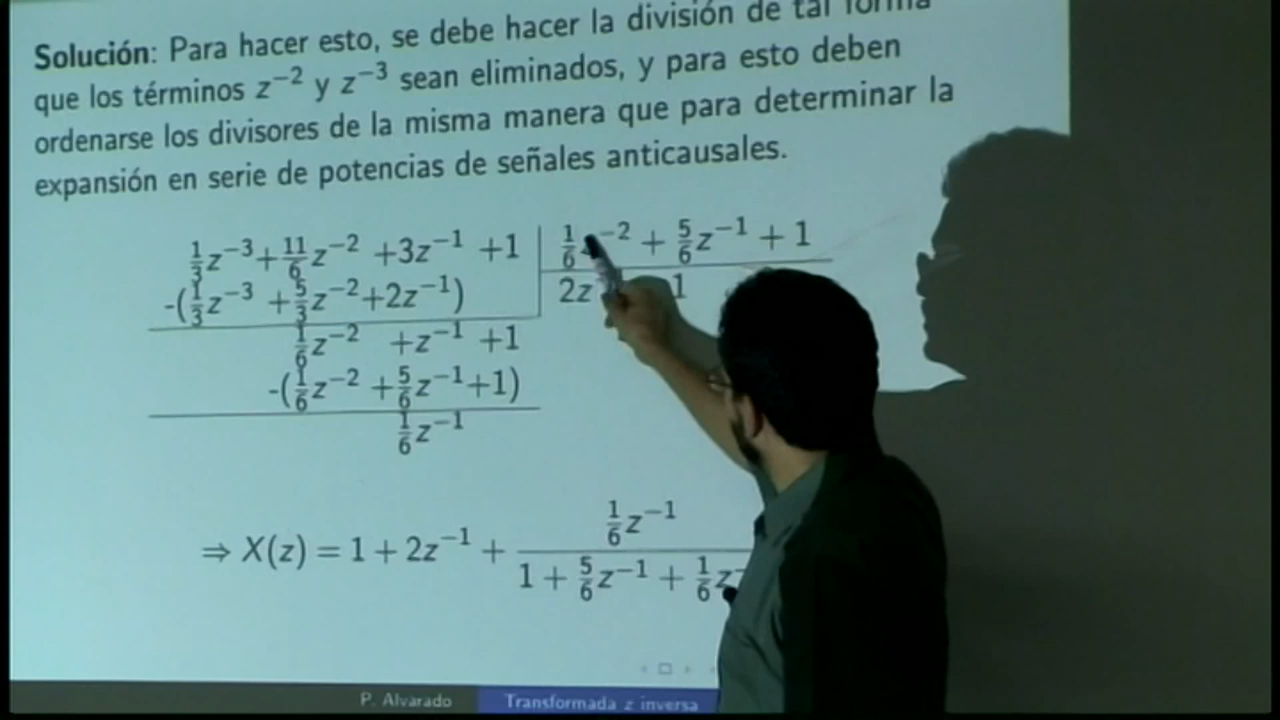 Solución: Para hacer esto, se debe hacer la división de tal forma
que los términos z⁻² y z⁻³ sean eliminados, y para esto deben
ordenarse los divisores de la misma manera que para determinar la
expansión en serie de potencias de señales anticausales.
1/3 z⁻³ + 11/6 z⁻² + 3z⁻¹ + 1 | 1/6 z⁻² + 5/6 z⁻¹ + 1
-(1/3 z⁻³ + 5/3 z⁻² + 2z⁻¹) | 2z 1
1/6 z⁻² + z⁻¹ + 1
-(1/6 z⁻² + 5/6 z⁻¹ + 1)
1/6 z⁻¹
⇒ X(z) = 1 + 2z⁻¹ + (1/6 z⁻¹)/(1 + 5/6 z⁻¹ + 1/6 z⁻
P. Alvarado Transformada z inversa